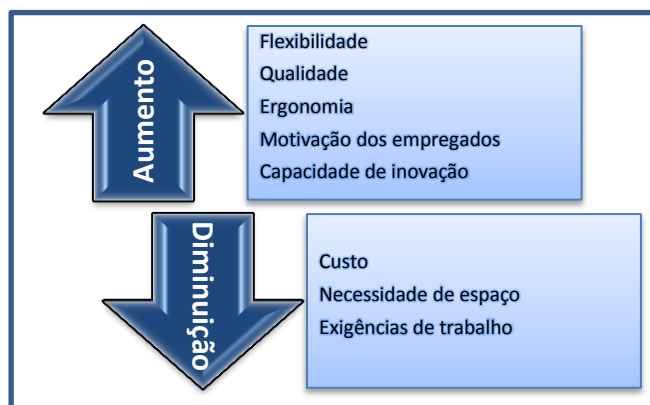 Aumento
Flexibilidade
Qualidade
Ergonomia
Motivação dos empregados
Capacidade de inovação
Diminuição
Custo
Necessidade de espaço
Exigências de trabalho